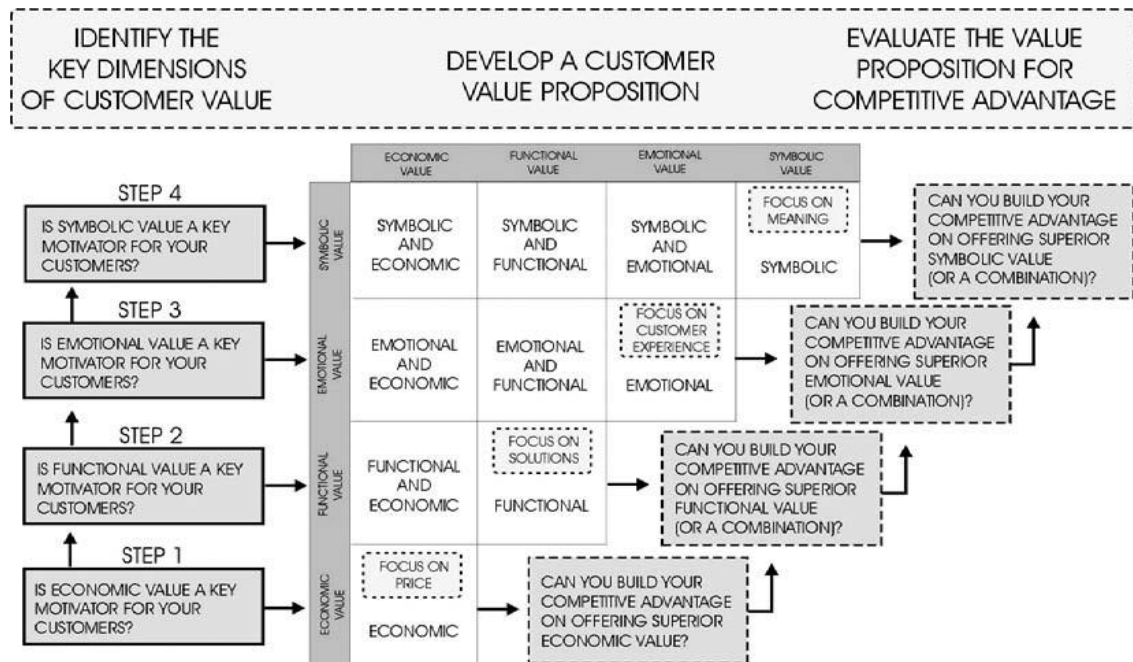 IDENTIFY THE
KEY DIMENSIONS
OF CUSTOMER VALUE
DEVELOP A CUSTOMER
VALUE PROPOSITION
EVALUATE THE VALUE
PROPOSITION FOR
COMPETITIVE ADVANTAGE
ECONOMIC
VALUE
FUNCTIONAL
VALUE
EMOTIONAL
VALUE
SYMBOLIC
VALUE
STEP 4
IS SYMBOLIC VALUE A KEY
MOTIVATOR FOR YOUR
CUSTOMERS?
SYMBOLIC
VALUE
SYMBOLIC
AND
ECONOMIC
SYMBOLIC
AND
FUNCTIONAL
SYMBOLIC
AND
EMOTIONAL
FOCUS ON
MEANING
SYMBOLIC
CAN YOU BUILD YOUR
COMPETITIVE ADVANTAGE
ON OFFERING SUPERIOR
SYMBOLIC VALUE
(OR A COMBINATION)?
STEP 3
IS EMOTIONAL VALUE A KEY
MOTIVATOR FOR YOUR
CUSTOMERS?
EMOTIONAL
VALUE
EMOTIONAL
AND
ECONOMIC
EMOTIONAL
AND
FUNCTIONAL
FOCUS ON
CUSTOMER
EXPERIENCE
EMOTIONAL
CAN YOU BUILD YOUR
COMPETITIVE ADVANTAGE
ON OFFERING SUPERIOR
EMOTIONAL VALUE
(OR A COMBINATION)?
STEP 2
IS FUNCTIONAL VALUE A KEY
MOTIVATOR FOR YOUR
CUSTOMERS?
FUNCTIONAL
VALUE
FUNCTIONAL
AND
ECONOMIC
FOCUS ON
SOLUTIONS
FUNCTIONAL
CAN YOU BUILD YOUR
COMPETITIVE ADVANTAGE
ON OFFERING SUPERIOR
FUNCTIONAL VALUE
(OR A COMBINATION)?
STEP 1
IS ECONOMIC VALUE A KEY
MOTIVATOR FOR YOUR
CUSTOMERS?
ECONOMIC
VALUE
FOCUS ON
PRICE
ECONOMIC
CAN YOU BUILD YOUR
COMPETITIVE ADVANTAGE
ON OFFERING SUPERIOR
ECONOMIC VALUE?